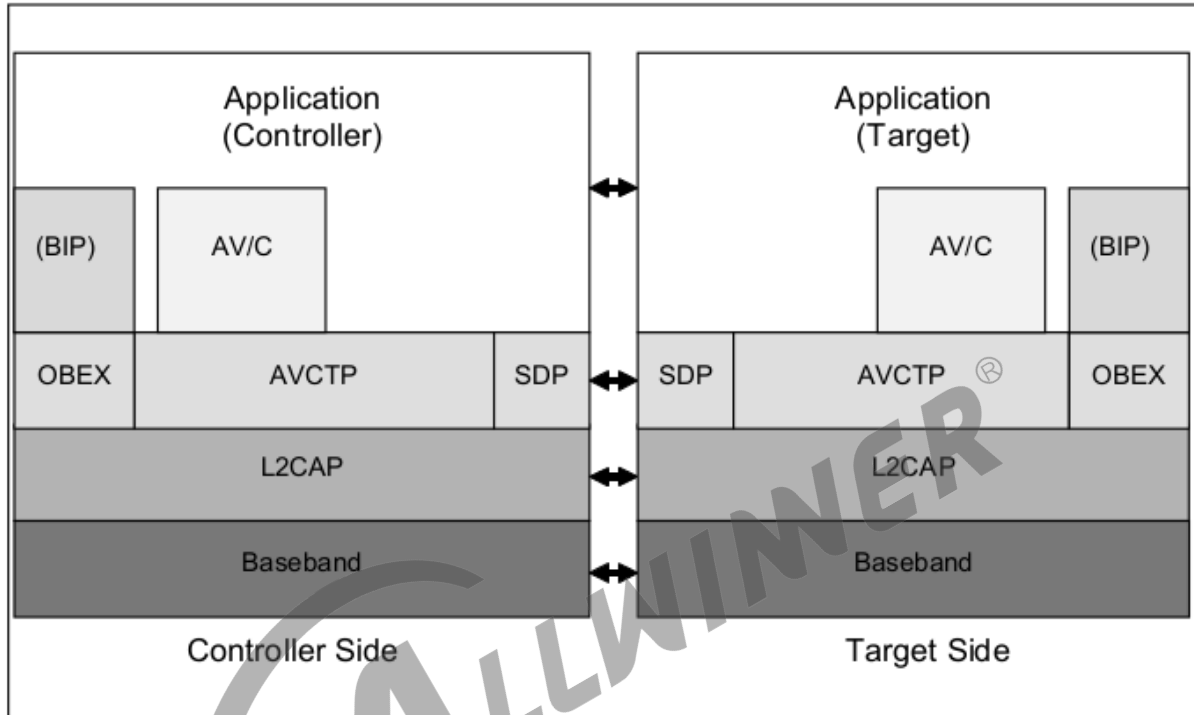 Application
(Controller)
Application
(Target)
(BIP)
AV/C
AV/C
(BIP)
OBEX
AVCTP
SDP
SDP
AVCTP
OBEX
L2CAP
L2CAP
Baseband
Baseband
Controller Side
Target Side
ALLWINNER®